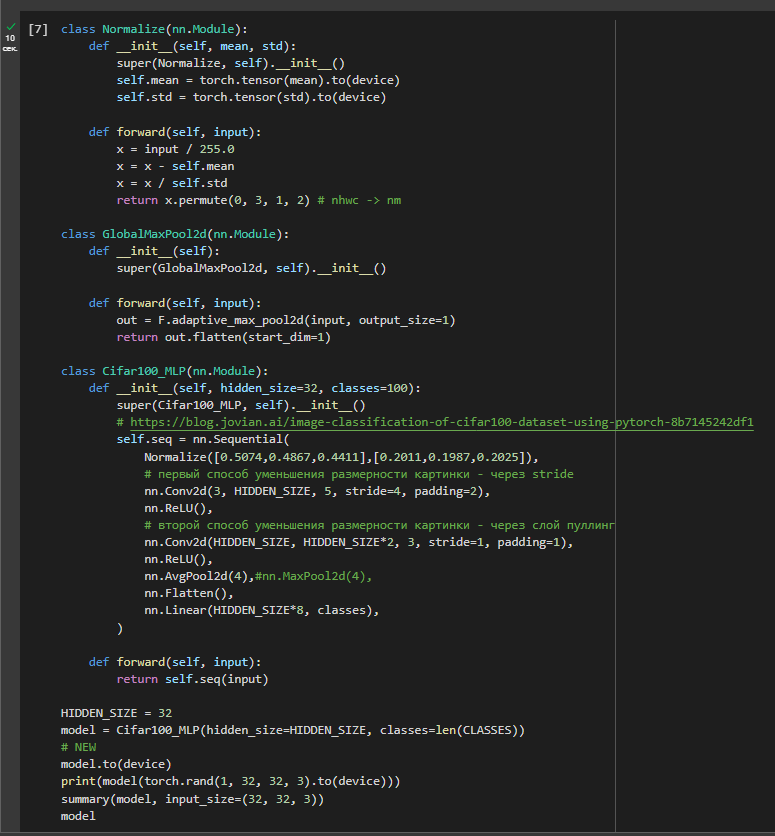 10
сек.
[7] class Normalize(nn.Module):
    def __init__(self, mean, std):
        super(Normalize, self).__init__()
        self.mean = torch.tensor(mean).to(device)
        self.std = torch.tensor(std).to(device)

    def forward(self, input):
        x = input / 255.0
        x = x - self.mean
        x = x / self.std
        return x.permute(0, 3, 1, 2) # nhwc -> nm

class GlobalMaxPool2d(nn.Module):
    def __init__(self):
        super(GlobalMaxPool2d, self).__init__()

    def forward(self, input):
        out = F.adaptive_max_pool2d(input, output_size=1)
        return out.flatten(start_dim=1)

class Cifar100_MLP(nn.Module):
    def __init__(self, hidden_size=32, classes=100):
        super(Cifar100_MLP, self).__init__()
        # https://blog.jovian.ai/image-classification-of-cifar100-dataset-using-pytorch-8b7145242df1
        self.seq = nn.Sequential(
            Normalize([0.5074,0.4867,0.4411],[0.2011,0.1987,0.2025]),
            # первый способ уменьшения размерности картинки - через stride
            nn.Conv2d(3, HIDDEN_SIZE, 5, stride=4, padding=2),
            nn.ReLU(),
            # второй способ уменьшения размерности картинки - через слой пуллинг
            nn.Conv2d(HIDDEN_SIZE, HIDDEN_SIZE*2, 3, stride=1, padding=1),
            nn.ReLU(),
            nn.AvgPool2d(4),#nn.MaxPool2d(4),
            nn.Flatten(),
            nn.Linear(HIDDEN_SIZE*8, classes),
        )

    def forward(self, input):
        return self.seq(input)

HIDDEN_SIZE = 32
model = Cifar100_MLP(hidden_size=HIDDEN_SIZE, classes=len(CLASSES))
# NEW
model.to(device)
print(model(torch.rand(1, 32, 32, 3).to(device)))
summary(model, input_size=(32, 32, 3))
model